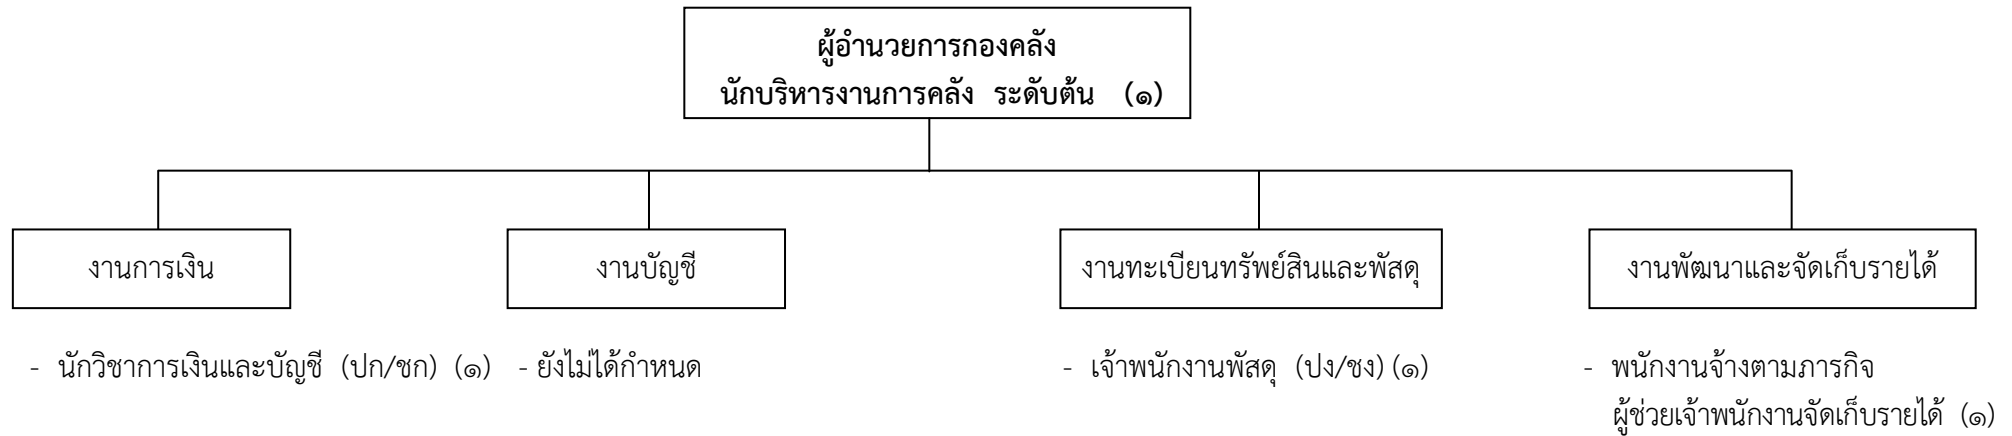 ผู้อำนวยการกองคลัง
นักบริหารงานการคลัง ระดับต้น (๑)
งานการเงิน
งานบัญชี
งานทะเบียนทรัพย์สินและพัสดุ
งานพัฒนาและจัดเก็บรายได้
- นักวิชาการเงินและบัญชี (ปก/ชก) (๑)
- ยังไม่ได้กำหนด
- เจ้าพนักงานพัสดุ (ปง/ชง) (๑)
- พนักงานจ้างตามภารกิจ
ผู้ช่วยเจ้าพนักงานจัดเก็บรายได้ (๑)